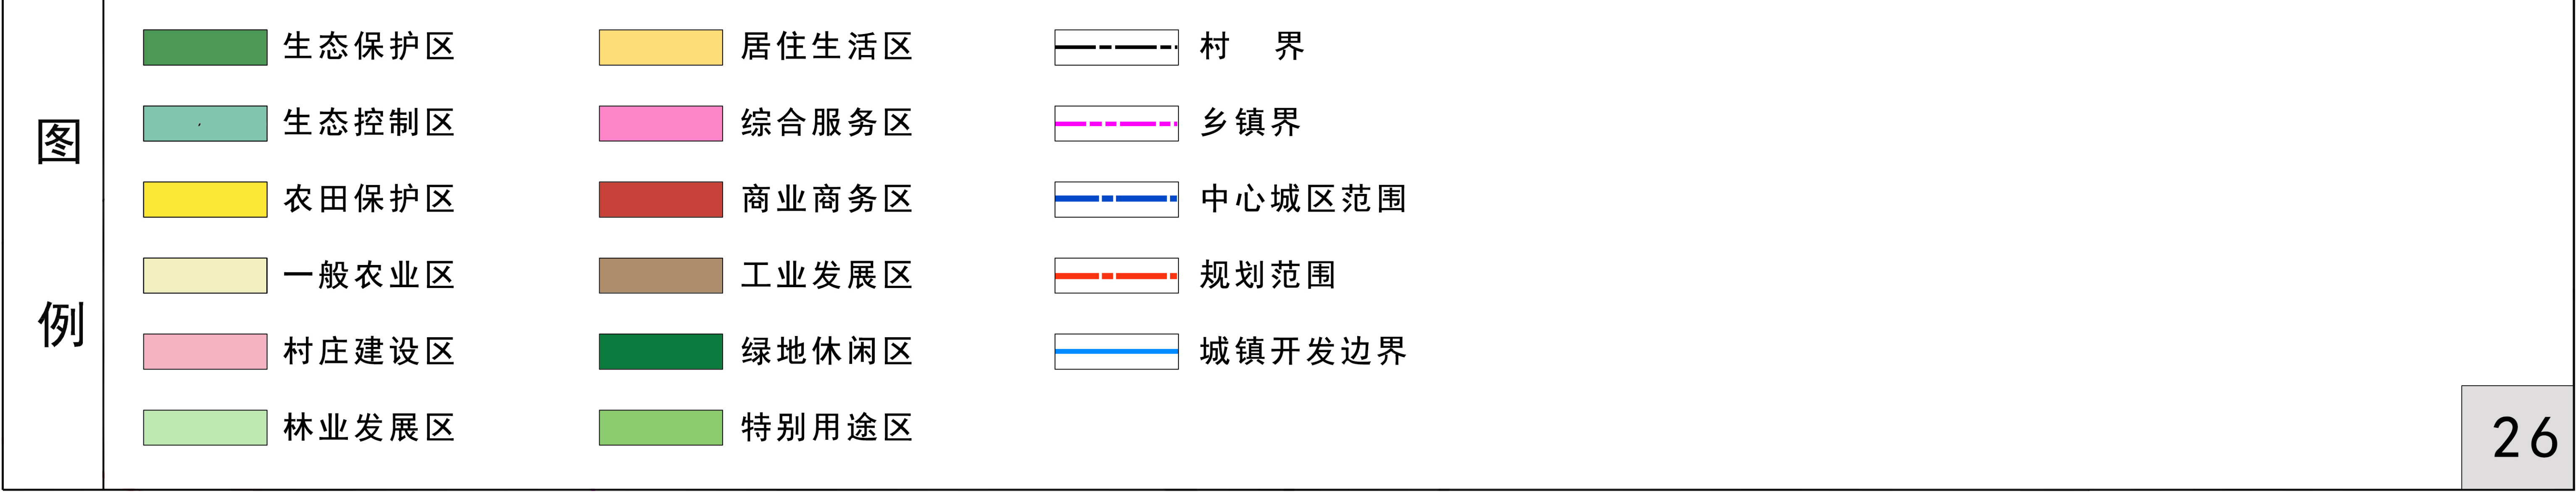 图例
生态保护区
生态控制区
农田保护区
一般农业区
村庄建设区
林业发展区
居住生活区
综合服务区
商业商务区
工业发展区
绿地休闲区
特别用途区
村 界
乡镇界
中心城区范围
规划范围
城镇开发边界
26